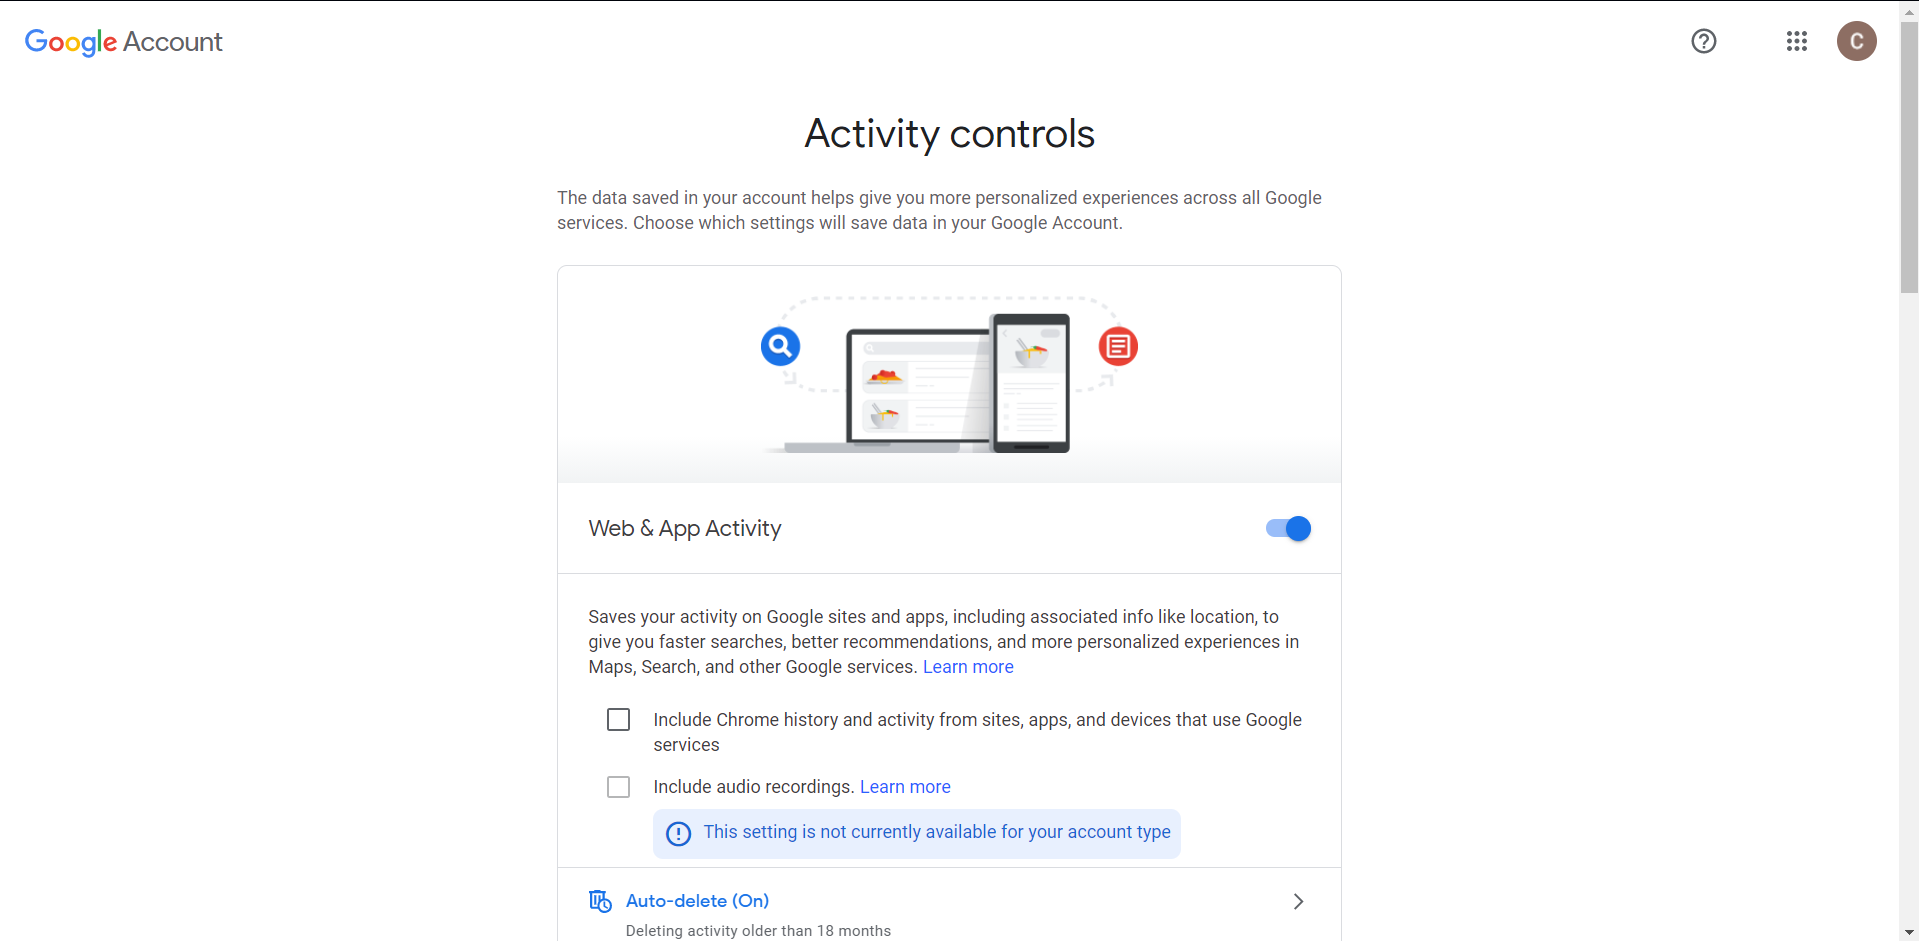 Google Account
C
Activity controls
The data saved in your account helps give you more personalized experiences across all Google
services. Choose which settings will save data in your Google Account.
Web & App Activity
Saves your activity on Google sites and apps, including associated info like location, to
give you faster searches, better recommendations, and more personalized experiences in
Maps, Search, and other Google services. Learn more
Include Chrome history and activity from sites, apps, and devices that use Google
services
Include audio recordings. Learn more
This setting is not currently available for your account type
Auto-delete (On)
Deleting activity older than 18 months